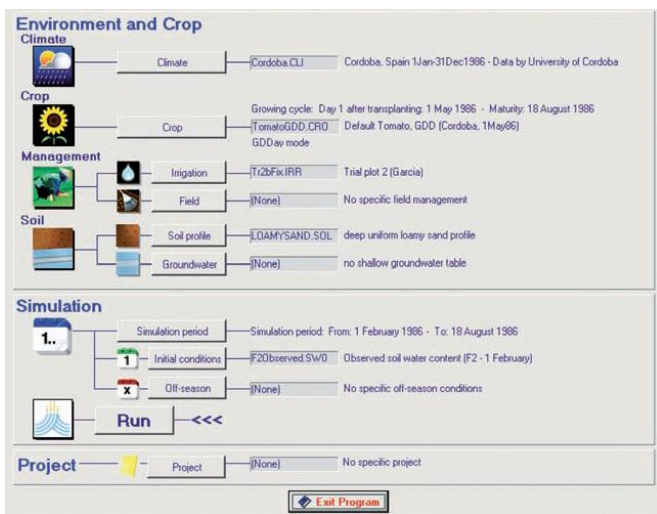 Environment and Crop
Climate
Climate Cordoba.CLI Cordoba, Spain 1Jan-31Dec1986 - Data by University of Cordoba
Crop
Growing cycle: Day 1 after transplanting: 1 May 1986 - Maturity: 18 August 1986
Crop TomatoGDD.CRO Default Tomato, GDD (Cordoba, 1May86)
GDDay mode
Management
Irrigation Tr2bFix.IRR Trial plot 2 (Garcia)
Field (None) No specific field management
Soil
Soil profile LOAMYSAND.SOL deep uniform loamy sand profile
Groundwater (None) no shallow groundwater table
Simulation
1.. Simulation period Simulation period: From: 1 February 1986 - To: 18 August 1986
1 Initial conditions F2Observed.SW0 Observed soil water content (F2 - 1 February)
x Off-season (None) No specific off-season conditions
Run <<<
Project Project (None) No specific project
Exit Program